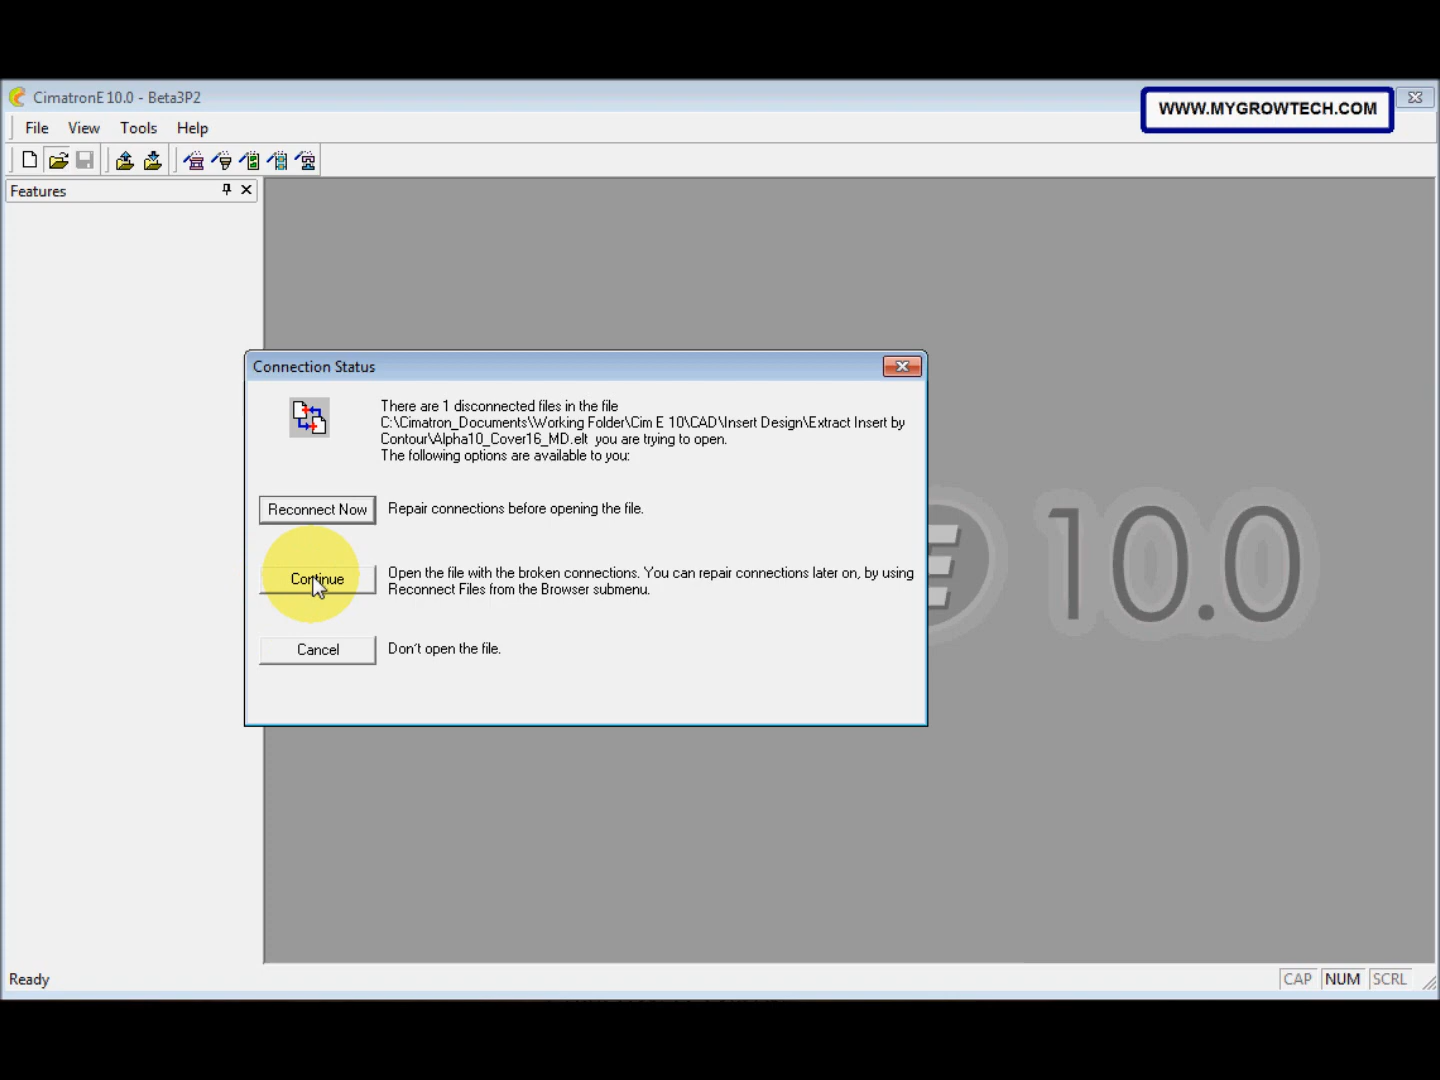 CimatronE 10.0 - Beta3P2
WWW.MYGROWTECH.COM
File View Tools Help
Features
Connection Status
There are 1 disconnected files in the file
C:\Cimatron_Documents\Working Folder\Cim E 10\CAD\Insert Design\Extract Insert by
Contour\Alpha10_Cover16_MD.elt you are trying to open.
The following options are available to you:
Reconnect Now Repair connections before opening the file.
Continue Open the file with the broken connections. You can repair connections later on, by using
Reconnect Files from the Browser submenu.
Cancel Don't open the file.
E 10.0
Ready CAP NUM SCRL